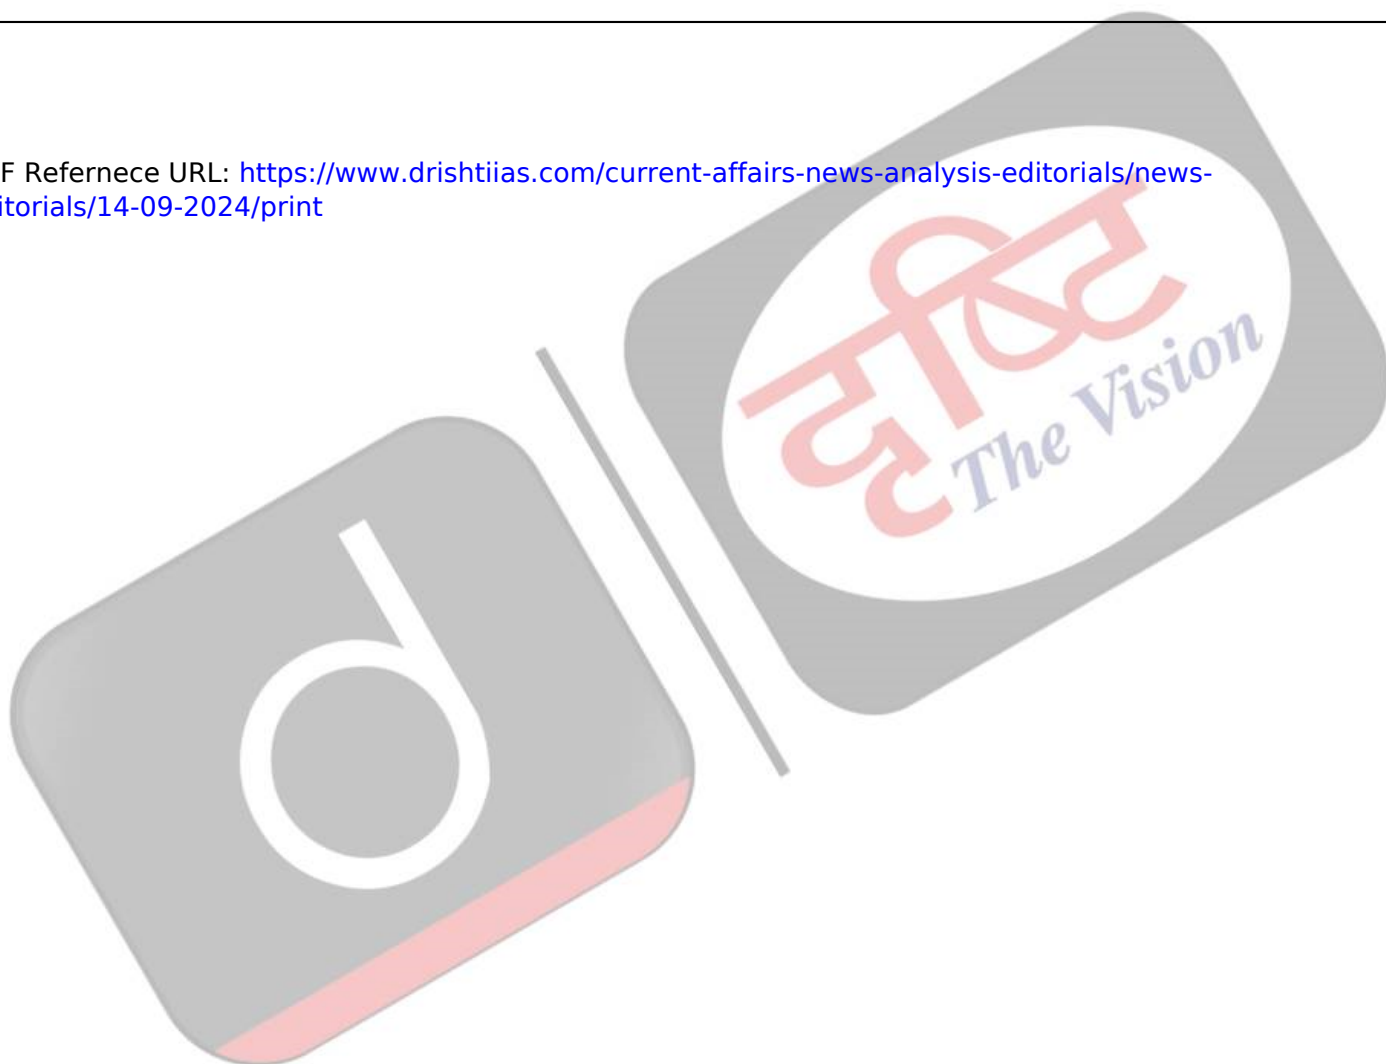 F Refernece URL: https://www.drishtiias.com/current-affairs-news-analysis-editorials/news-
itorials/14-09-2024/print
दृष्टि
The Vision
d